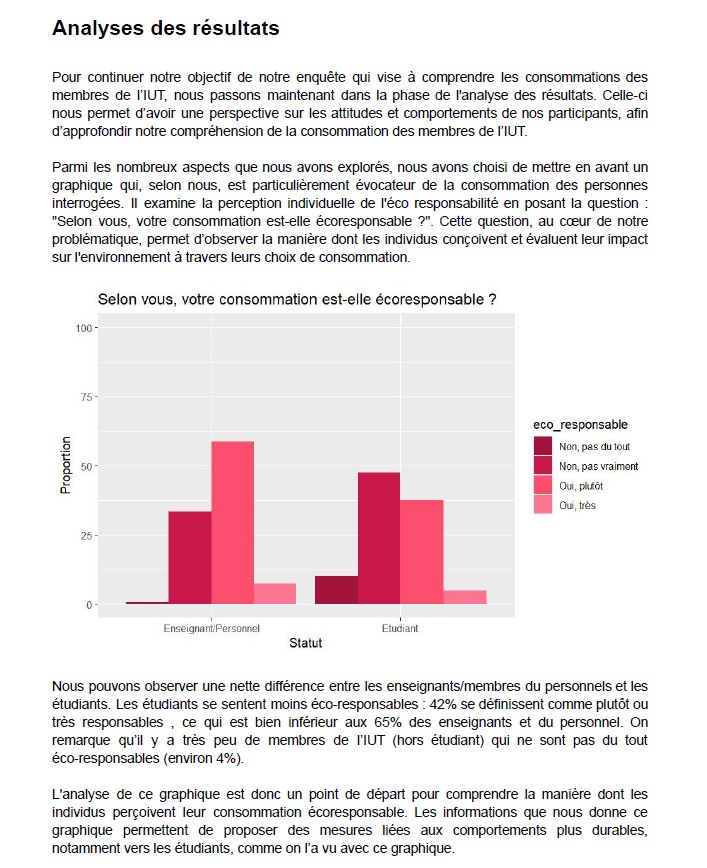 Analyses des résultats
Pour continuer notre objectif de notre enquête qui vise à comprendre les consommations des
membres de l’IUT, nous passons maintenant dans la phase de l'analyse des résultats. Celle-ci
nous permet d’avoir une perspective sur les attitudes et comportements de nos participants, afin
d’approfondir notre compréhension de la consommation des membres de l’IUT.
Parmi les nombreux aspects que nous avons explorés, nous avons choisi de mettre en avant un
graphique qui, selon nous, est particulièrement évocateur de la consommation des personnes
interrogées. Il examine la perception individuelle de l'éco responsabilité en posant la question :
"Selon vous, votre consommation est-elle écoresponsable ?". Cette question, au cœur de notre
problématique, permet d’observer la manière dont les individus conçoivent et évaluent leur impact
sur l'environnement à travers leurs choix de consommation.
Selon vous, votre consommation est-elle écoresponsable ?
100
75
50
25
0
Proportion
Enseignant/Personnel
Etudiant
Statut
eco_responsable
Non, pas du tout
Non, pas vraiment
Oui, plutôt
Oui, très
Nous pouvons observer une nette différence entre les enseignants/membres du personnels et les
étudiants. Les étudiants se sentent moins éco-responsables : 42% se définissent comme plutôt ou
très responsables , ce qui est bien inférieur aux 65% des enseignants et du personnel. On
remarque qu’il y a très peu de membres de l’IUT (hors étudiant) qui ne sont pas du tout
éco-responsables (environ 4%).
L'analyse de ce graphique est donc un point de départ pour comprendre la manière dont les
individus perçoivent leur consommation écoresponsable. Les informations que nous donne ce
graphique permettent de proposer des mesures liées aux comportements plus durables,
notamment vers les étudiants, comme on l’a vu avec ce graphique.